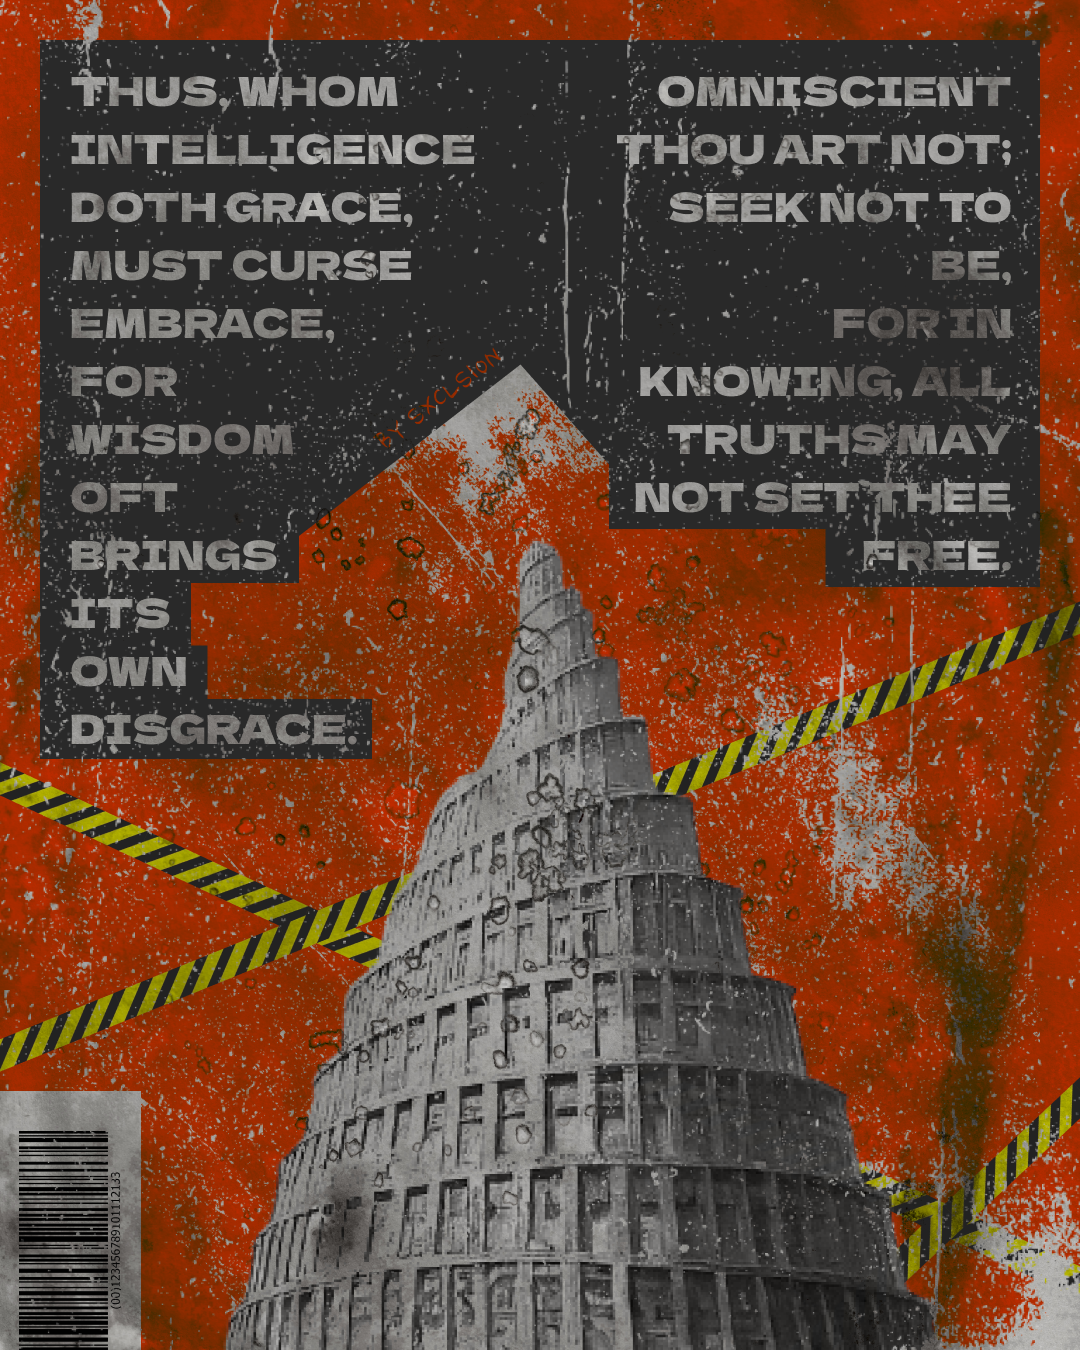 THUS, WHOM
INTELLIGENCE
DOTH GRACE,
MUST CURSE
EMBRACE,
FOR
WISDOM
OFT
BRINGS
ITS
OWN
DISGRACE.
OMNISCIENT
THOU ART NOT;
SEEK NOT TO
BE,
FOR IN
KNOWING, ALL
TRUTHS MAY
NOT SET THEE
FREE.
BY SXCLSION
(00)123456789101112133